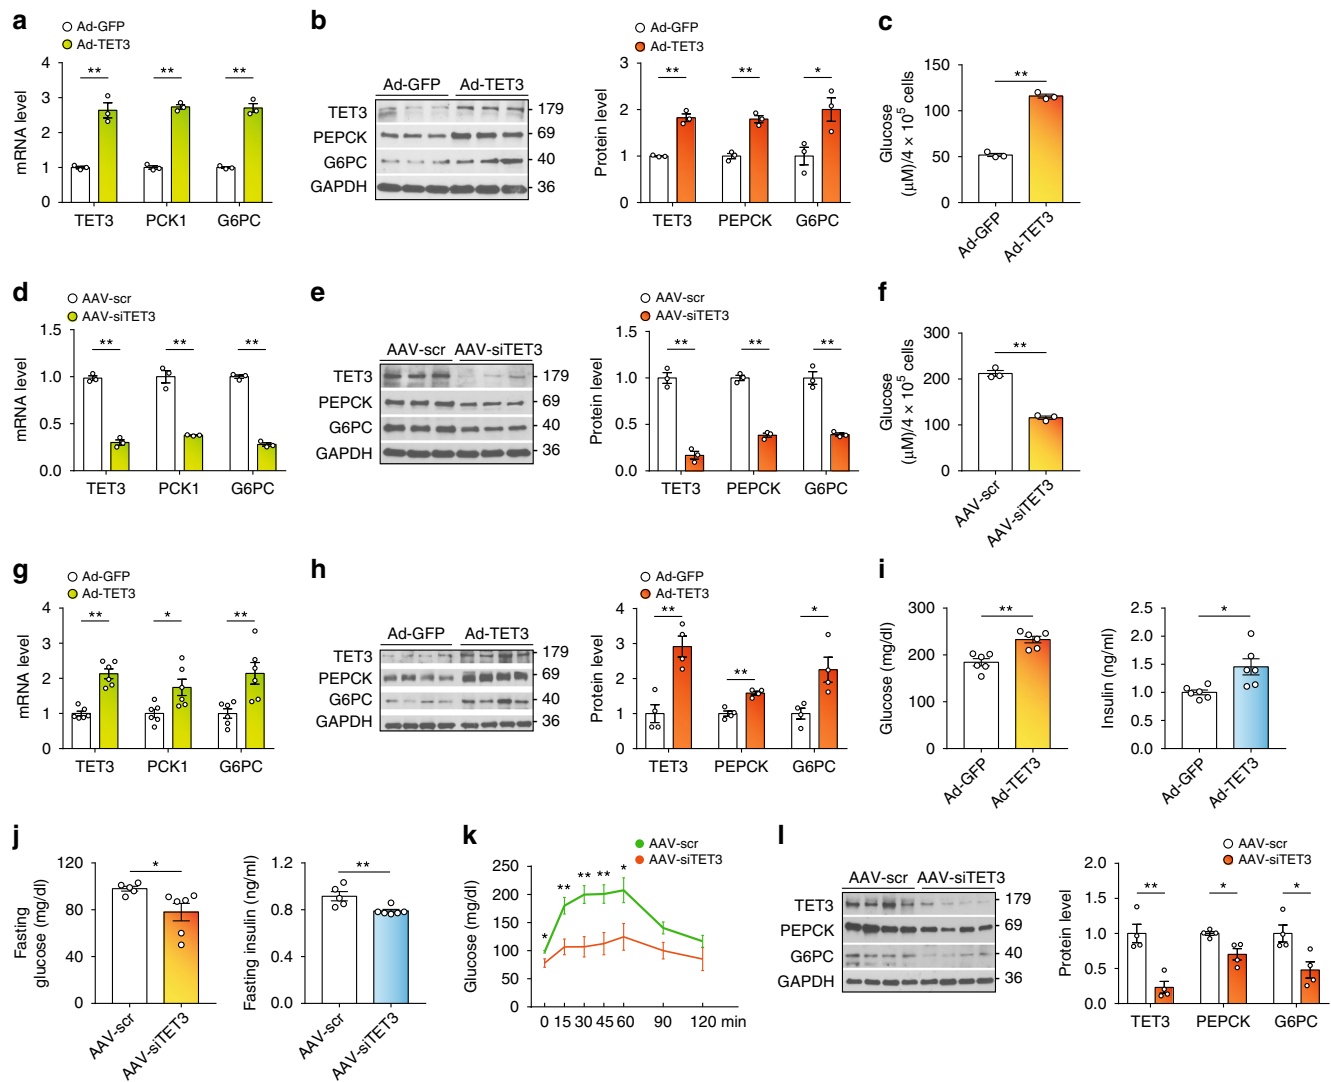 a
Ad-GFP
Ad-TET3
mRNA level
4
3
2
1
0
** ** **
TET3 PCK1 G6PC
b
Ad-GFP Ad-TET3
TET3 179
PEPCK 69
G6PC 40
GAPDH 36
Ad-GFP
Ad-TET3
Protein level
3
2
1
0
** ** *
TET3 PEPCK G6PC
c
Glucose
(μM)/4 × 10⁵ cells
150
100
50
0
**
Ad-GFP
Ad-TET3
d
AAV-scr
AAV-siTET3
mRNA level
1.5
1.0
0.5
0.0
** ** **
TET3 PCK1 G6PC
e
AAV-scr AAV-siTET3
TET3 179
PEPCK 69
G6PC 40
GAPDH 36
AAV-scr
AAV-siTET3
Protein level
1.5
1.0
0.5
0.0
** ** **
TET3 PEPCK G6PC
f
Glucose
(μM)/4 × 10⁵ cells
300
200
100
0
**
AAV-scr
AAV-siTET3
g
Ad-GFP
Ad-TET3
mRNA level
4
3
2
1
0
** * **
TET3 PCK1 G6PC
h
Ad-GFP Ad-TET3
TET3 179
PEPCK 69
G6PC 40
GAPDH 36
Ad-GFP
Ad-TET3
Protein level
4
3
2
1
0
** ** *
TET3 PEPCK G6PC
i
Glucose (mg/dl)
300
200
100
0
**
Ad-GFP
Ad-TET3
Insulin (ng/ml)
2.5
2.0
1.5
1.0
0.5
0.0
*
Ad-GFP
Ad-TET3
j
Fasting
glucose (mg/dl)
120
80
40
0
*
AAV-scr
AAV-siTET3
Fasting insulin (ng/ml)
1.2
0.8
0.4
0.0
**
AAV-scr
AAV-siTET3
k
AAV-scr
AAV-siTET3
Glucose (mg/dl)
250
200
150
100
50
0
* ** ** ** *
0 15 30 45 60 90 120 min
l
AAV-scr AAV-siTET3
TET3 179
PEPCK 69
G6PC 40
GAPDH 36
AAV-scr
AAV-siTET3
Protein level
2.0
1.5
1.0
0.5
0.0
** * *
TET3 PEPCK G6PC